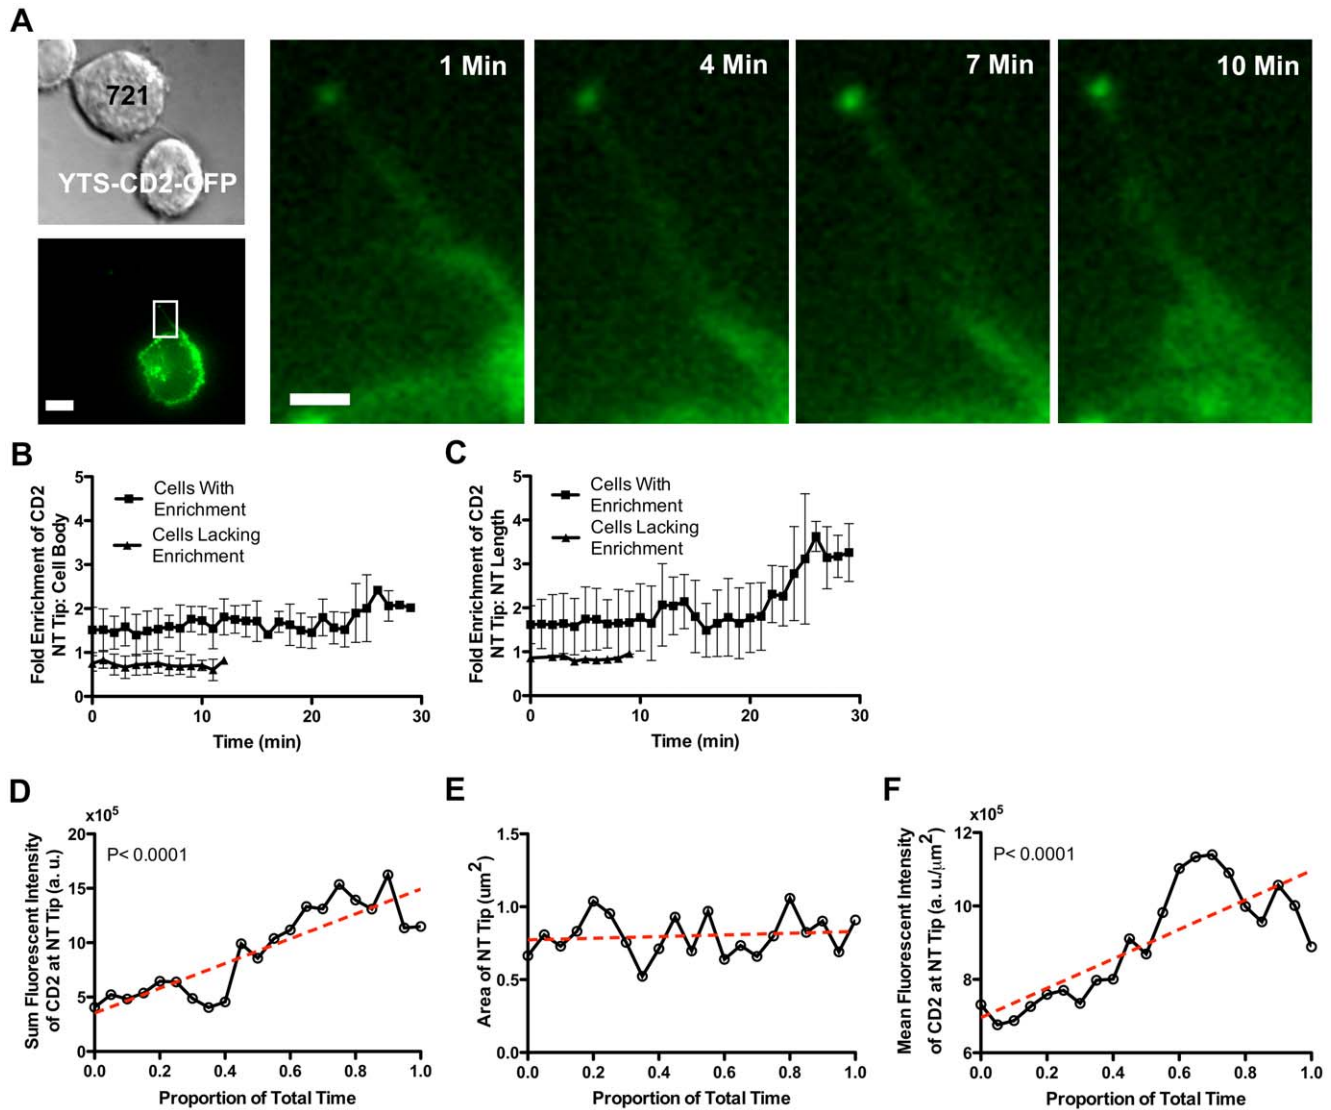 A
721
YTS-CD2-GFP
1 Min
4 Min
7 Min
10 Min
B
Fold Enrichment of CD2
NT Tip: Cell Body
5
4
3
2
1
0
Cells With
Enrichment
Cells Lacking
Enrichment
0
10
20
30
Time (min)
C
Fold Enrichment of CD2
NT Tip: NT Length
5
4
3
2
1
0
Cells With
Enrichment
Cells Lacking
Enrichment
0
10
20
30
Time (min)
D
x10⁵
Sum Fluorescent Intensity
of CD2 at NT Tip (a. u.)
20
15
10
5
0
P< 0.0001
0.0
0.2
0.4
0.6
0.8
1.0
Proportion of Total Time
E
Area of NT Tip (um²)
1.5
1.0
0.5
0.0
0.0
0.2
0.4
0.6
0.8
1.0
Proportion of Total Time
F
x10⁵
Mean Fluorescent Intensity
of CD2 at NT Tip (a. u./µm²)
12
10
8
6
P< 0.0001
0.0
0.2
0.4
0.6
0.8
1.0
Proportion of Total Time